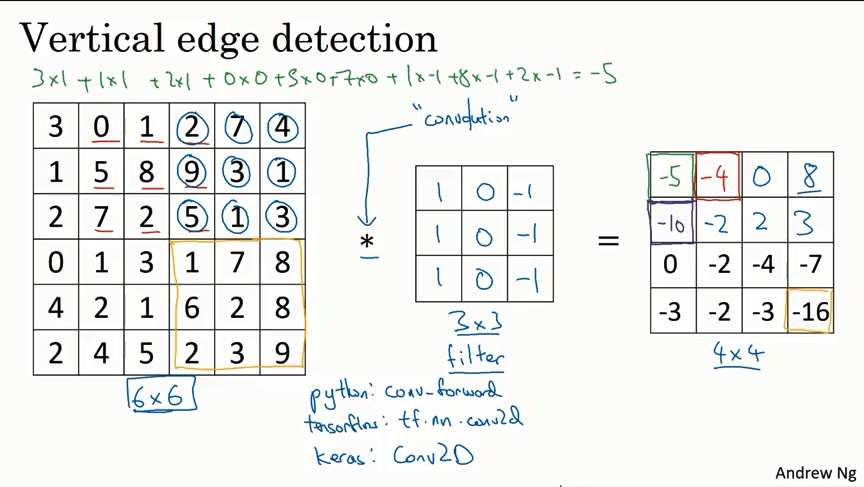 Vertical edge detection
3x1 + 1x1 + 2x1 + 0x0 + 5x0 + 7x0 + 1x-1 + 8x-1 + 2x-1 = -5
"convolution"
3 0 1 2 7 4
1 5 8 9 3 1
2 7 2 5 1 3
0 1 3 1 7 8
4 2 1 6 2 8
2 4 5 2 3 9
6x6
*
1 0 -1
1 0 -1
1 0 -1
3x3
filter
=
-5 -4 0 8
-10 -2 2 3
0 -2 -4 -7
-3 -2 -3 -16
4x4
python: conv-forward
tensorflow: tf.nn.conv2d
keras: Conv2D
Andrew Ng